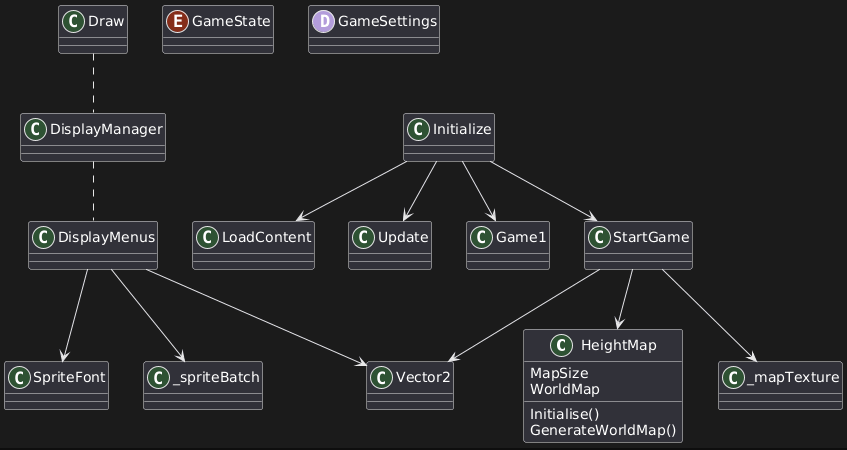 C Draw
E GameState
D GameSettings
C DisplayManager
C Initialize
C DisplayMenus
C LoadContent
C Update
C Game1
C StartGame
C SpriteFont
C _spriteBatch
C Vector2
C HeightMap
MapSize
WorldMap
Initialise()
GenerateWorldMap()
C _mapTexture